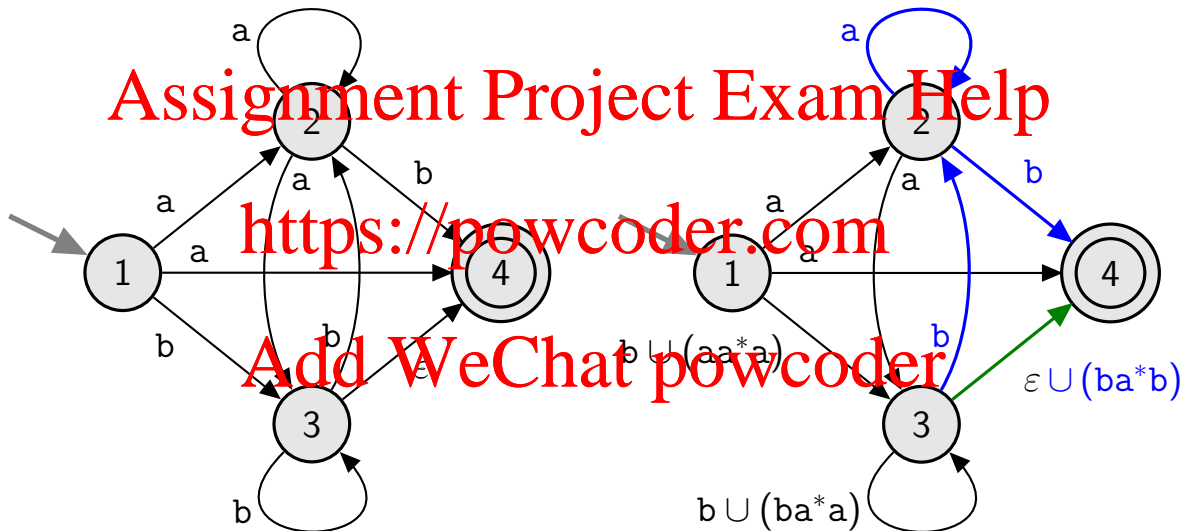 a
a
Assignment Project Exam Help
2
2
a
b
a
b
a
a
https://powcoder.com
1
a
4
1
a
4
b
b
ε
b ∪ (aa*a)
b
Add WeChat powcoder
ε ∪ (ba*b)
3
3
b
b ∪ (ba*a)